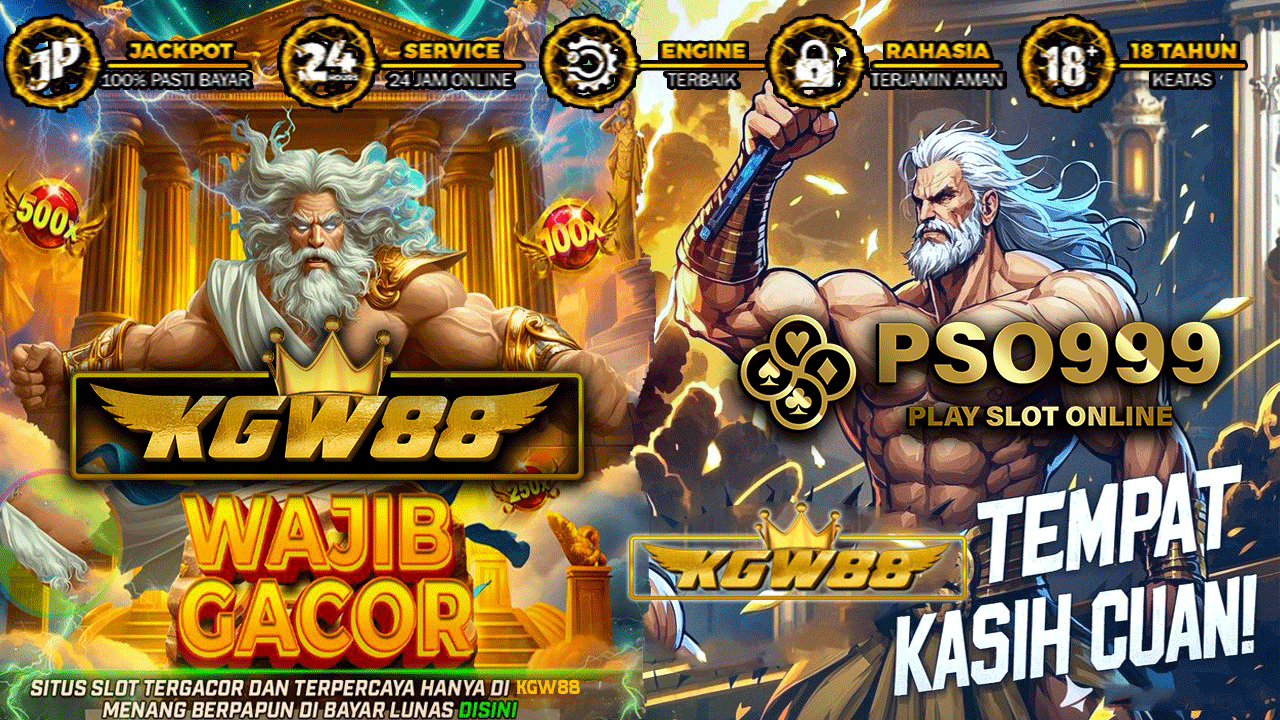 JP
JACKPOT
100% PASTI BAYAR
24
HOURS
SERVICE
24 JAM ONLINE
ENGINE
TERBAIK
RAHASIA
TERJAMIN AMAN
18+
18 TAHUN
KEATAS
500x
100x
KGW88
250x
WAJIB
GACOR
SITUS SLOT TERGACOR DAN TERPERCAYA HANYA DI KGW88
MENANG BERPAPUN DI BAYAR LUNAS DISINI
PSO999
PLAY SLOT ONLINE
KGW88
TEMPAT
KASIH CUAN!